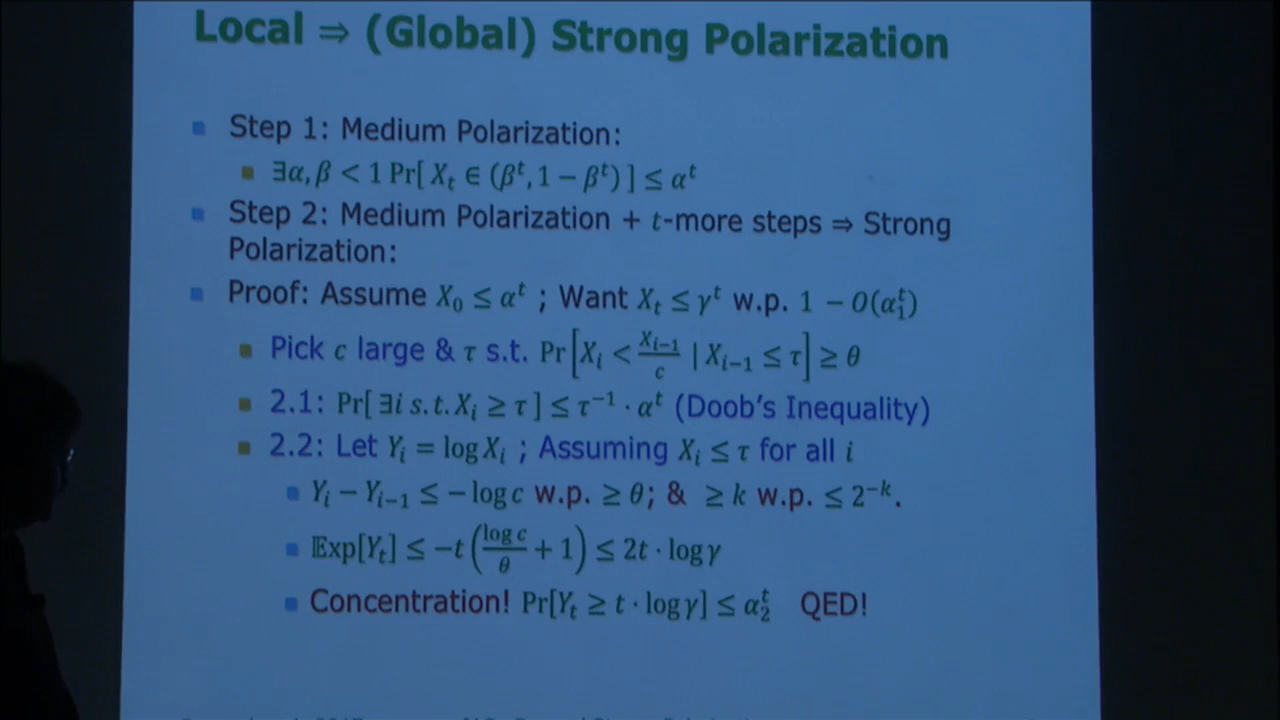 Local ⇒ (Global) Strong Polarization
Step 1: Medium Polarization:
∃α, β < 1 Pr[ X_t ∈ (β^t, 1 − β^t) ] ≤ α^t
Step 2: Medium Polarization + t-more steps ⇒ Strong
Polarization:
Proof: Assume X_0 ≤ α^t ; Want X_t ≤ γ^t w.p. 1 − O(α_1^t)
Pick c large & τ s.t. Pr[X_i < X_{i−1}/c | X_{i−1} ≤ τ] ≥ θ
2.1: Pr[ ∃i s.t. X_i ≥ τ ] ≤ τ^{−1} · α^t (Doob's Inequality)
2.2: Let Y_i = log X_i ; Assuming X_i ≤ τ for all i
Y_i − Y_{i−1} ≤ − log c w.p. ≥ θ; & ≥ k w.p. ≤ 2^{−k}.
𝔼xp[Y_t] ≤ −t (log c/θ + 1) ≤ 2t · log γ
Concentration! Pr[Y_t ≥ t · log γ] ≤ α_2^t QED!